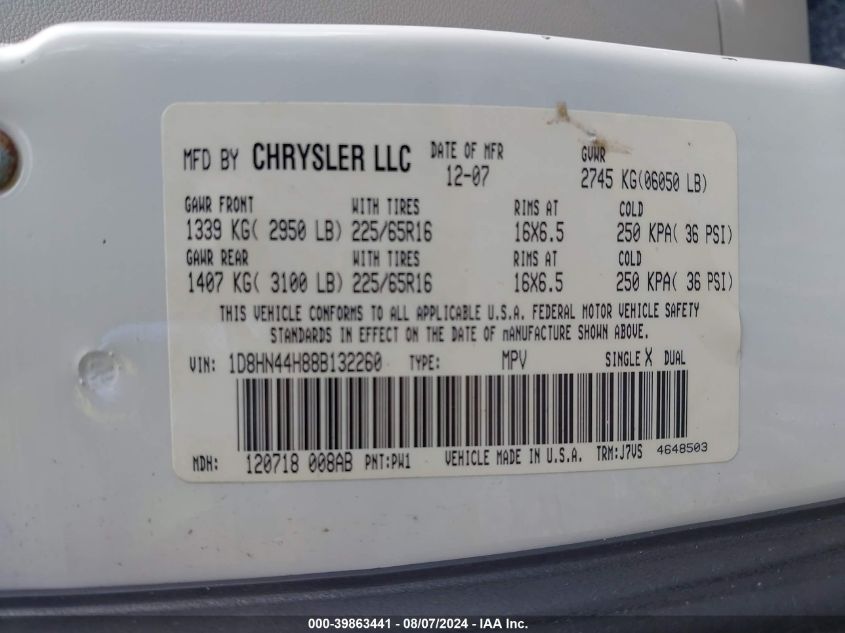 MFD BY CHRYSLER LLC DATE OF MFR 12-07 GVWR 2745 KG(06050 LB)
GAWR FRONT WITH TIRES RIMS AT COLD
1339 KG( 2950 LB) 225/65R16 16X6.5 250 KPA( 36 PSI)
GAWR REAR WITH TIRES RIMS AT COLD
1407 KG( 3100 LB) 225/65R16 16X6.5 250 KPA( 36 PSI)
THIS VEHICLE CONFORMS TO ALL APPLICABLE U.S.A. FEDERAL MOTOR VEHICLE SAFETY
STANDARDS IN EFFECT ON THE DATE OF mANUFACTURE SHOWN ABOVE.
VIN: 1D8HN44H88B132260 TYPE: MPV SINGLE X DUAL
MDH: 120718 008AB PNT:PW1 VEHICLE MADE IN U.S.A. TRM:J7VS 4648503
000-39863441 - 08/07/2024 - IAA Inc.